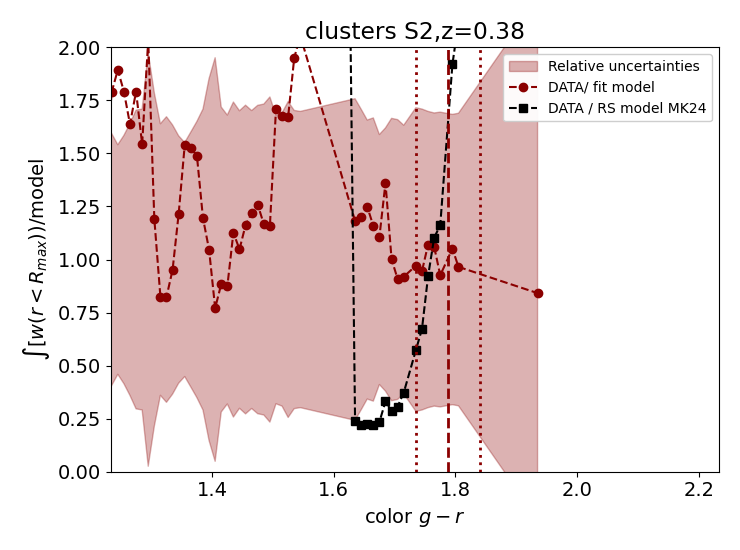 clusters S2,z=0.38
∫[w(r < R_{max}))/model
2.00
1.75
1.50
1.25
1.00
0.75
0.50
0.25
0.00
Relative uncertainties
DATA/ fit model
DATA / RS model MK24
1.4
1.6
1.8
2.0
2.2
color g − r